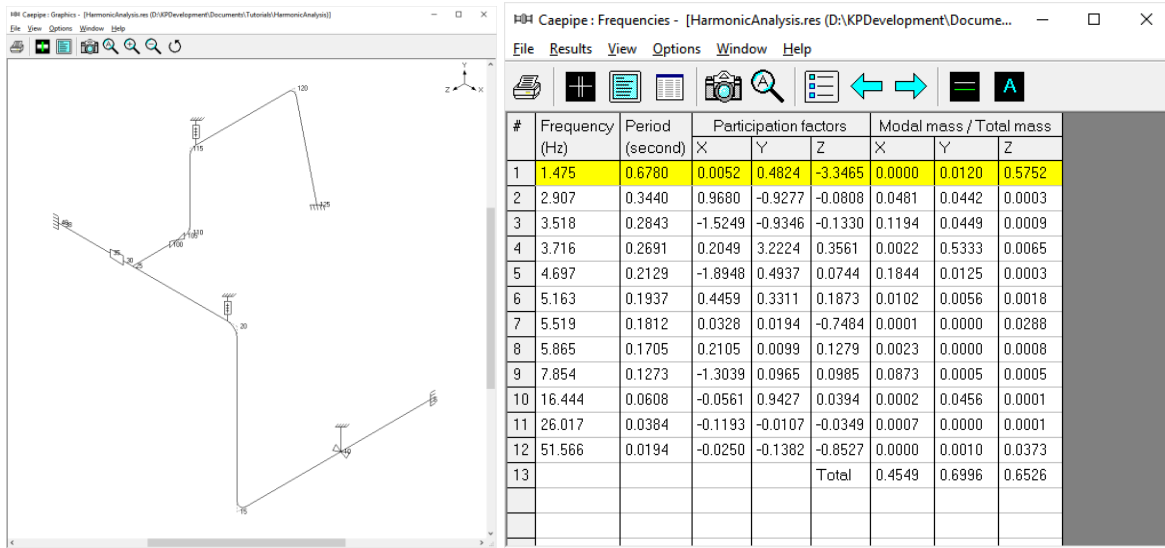 Caepipe : Graphics - [HarmonicAnalysis.res (D:\KPDevelopment\Documents\Tutorials\HarmonicAnalysis)]
File View Options Window Help
Y
Z X
120
115
125
110
100
35
30
25
20
10
15
Caepipe : Frequencies - [HarmonicAnalysis.res (D:\KPDevelopment\Docume...
File Results View Options Window Help
A
# Frequency Period Participation factors Modal mass / Total mass
(Hz) (second) X Y Z X Y Z
1 1.475 0.6780 0.0052 0.4824 -3.3465 0.0000 0.0120 0.5752
2 2.907 0.3440 0.9680 -0.9277 -0.0808 0.0481 0.0442 0.0003
3 3.518 0.2843 -1.5249 -0.9346 -0.1330 0.1194 0.0449 0.0009
4 3.716 0.2691 0.2049 3.2224 0.3561 0.0022 0.5333 0.0065
5 4.697 0.2129 -1.8948 0.4937 0.0744 0.1844 0.0125 0.0003
6 5.163 0.1937 0.4459 0.3311 0.1873 0.0102 0.0056 0.0018
7 5.519 0.1812 0.0328 0.0194 -0.7484 0.0001 0.0000 0.0288
8 5.865 0.1705 0.2105 0.0099 0.1279 0.0023 0.0000 0.0008
9 7.854 0.1273 -1.3039 0.0965 0.0985 0.0873 0.0005 0.0005
10 16.444 0.0608 -0.0561 0.9427 0.0394 0.0002 0.0456 0.0001
11 26.017 0.0384 -0.1193 -0.0107 -0.0349 0.0007 0.0000 0.0001
12 51.566 0.0194 -0.0250 -0.1382 -0.8527 0.0000 0.0010 0.0373
13 Total 0.4549 0.6996 0.6526